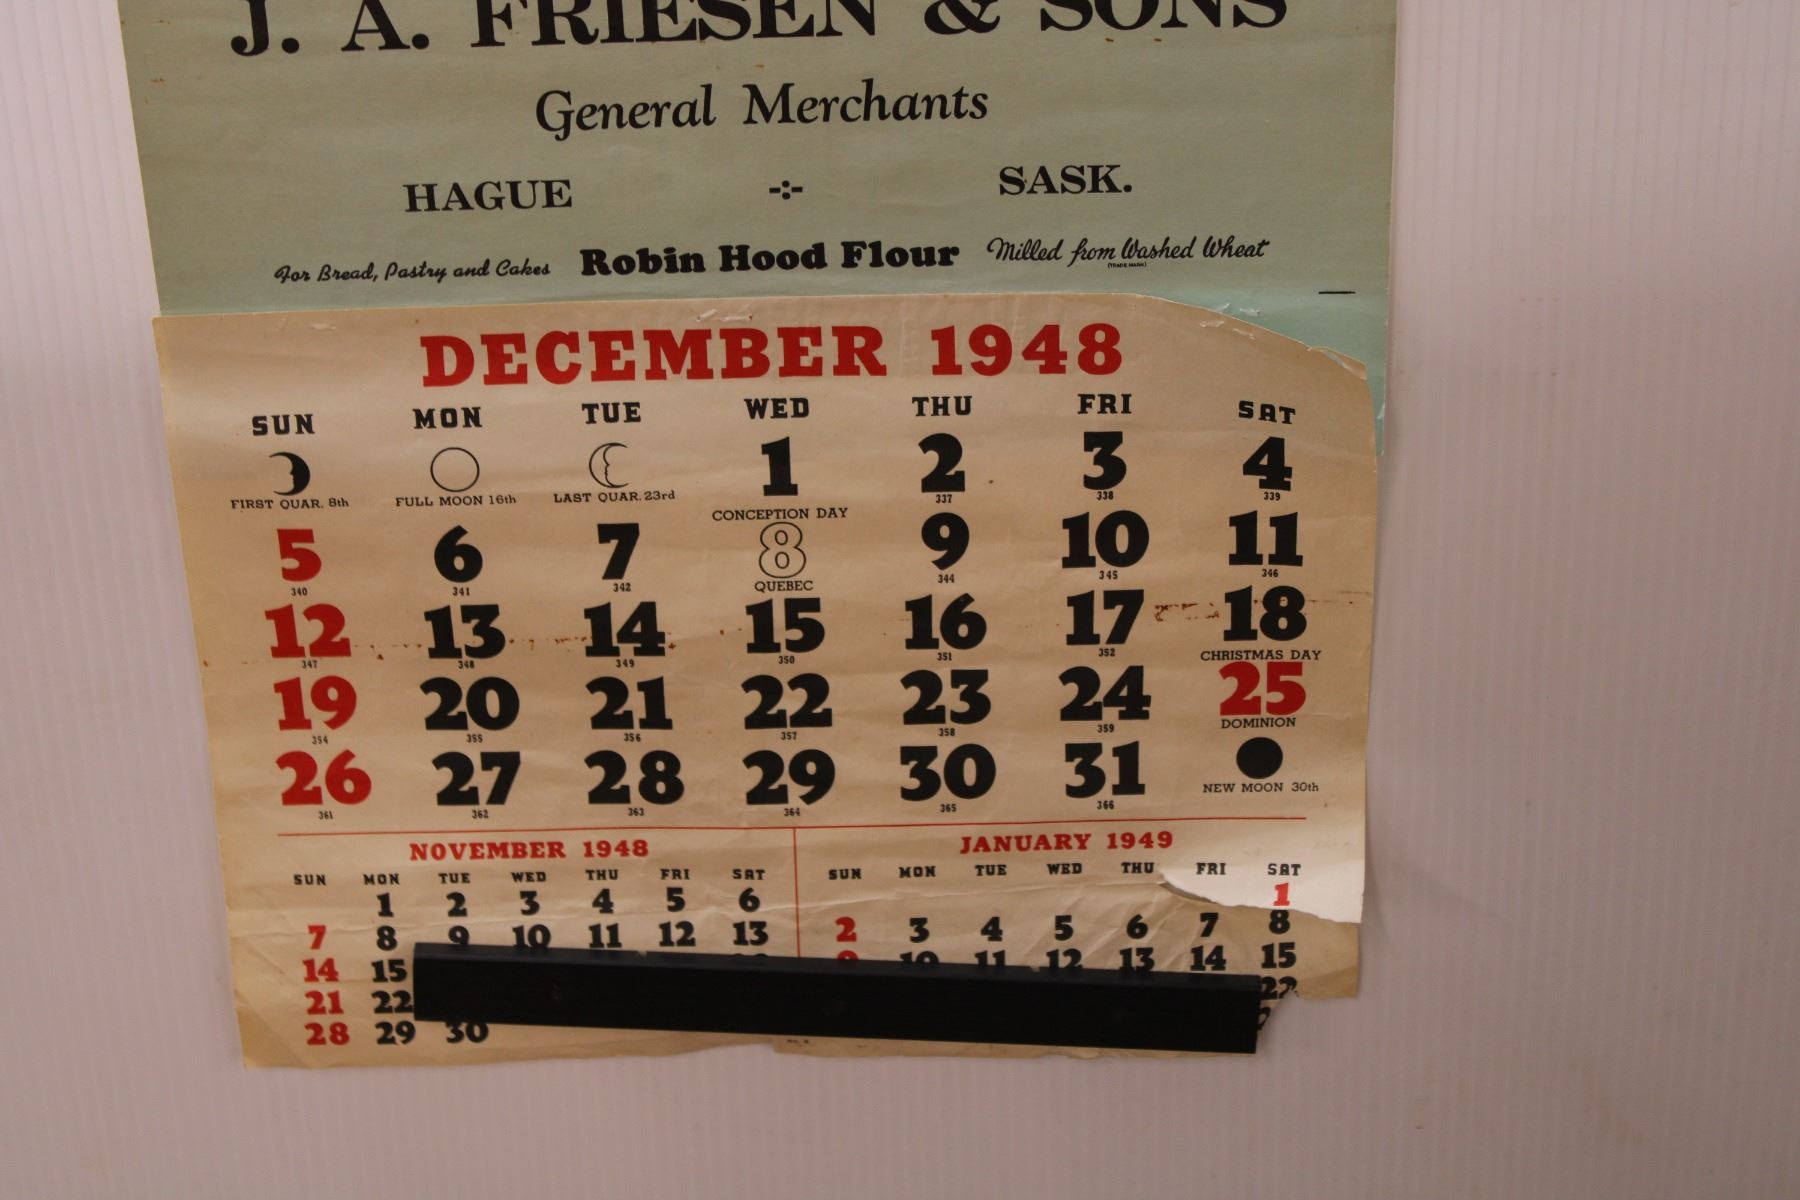 J. A. FRIESEN & SONS
General Merchants
HAGUE -:- SASK.
For Bread, Pastry and Cakes Robin Hood Flour Milled from Washed Wheat
(TRADE MARK)
DECEMBER 1948
SUN MON TUE WED THU FRI SAT
1 2 3 4
FIRST QUAR. 8th FULL MOON 16th LAST QUAR. 23rd 337 338 339
CONCEPTION DAY
5 6 7 8 9 10 11
340 341 342 QUEBEC 344 345 346
12 13 14 15 16 17 18
347 348 349 350 351 352
CHRISTMAS DAY
19 20 21 22 23 24 25
354 355 356 357 358 359 DOMINION
26 27 28 29 30 31
361 362 363 364 365 366 NEW MOON 30th
NOVEMBER 1948
SUN MON TUE WED THU FRI SAT
1 2 3 4 5 6
7 8 9 10 11 12 13
14 15
21 22
28 29 30
JANUARY 1949
SUN MON TUE WED THU FRI SAT
1
2 3 4 5 6 7 8
9 10 11 12 13 14 15
22